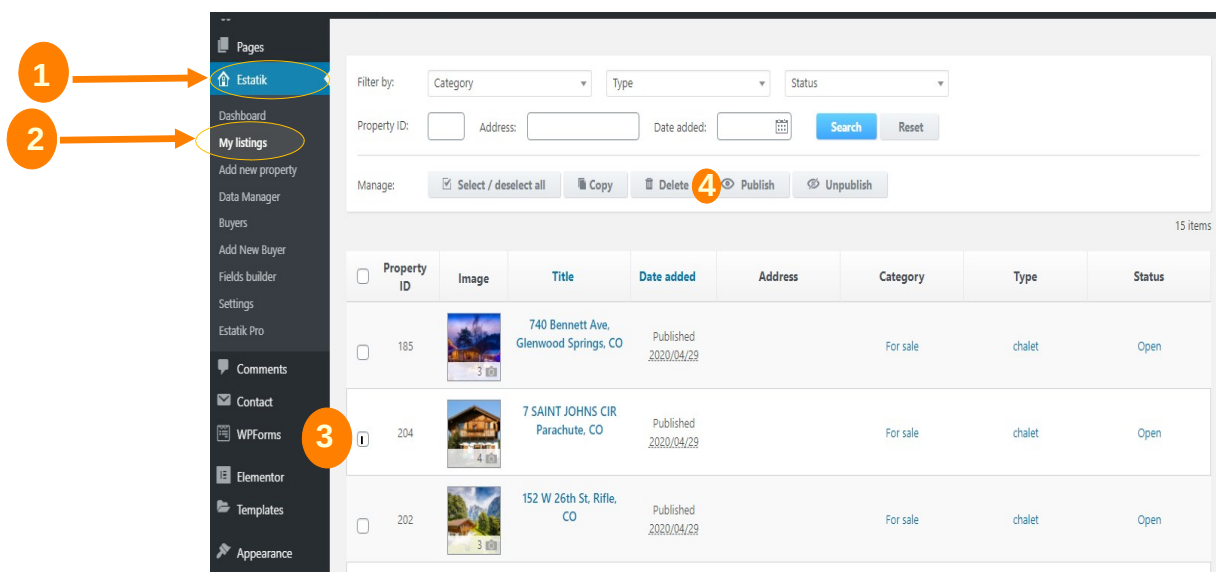 Pages
1
Estatik
Dashboard
2
My listings
Add new property
Data Manager
Buyers
Add New Buyer
Fields builder
Settings
Estatik Pro
Comments
Contact
WPForms
Elementor
Templates
Appearance
Filter by: Category Type Status
Property ID: Address: Date added: Search Reset
Manage: Select / deselect all Copy Delete 4 Publish Unpublish
15 items
Property ID Image Title Date added Address Category Type Status
185 3 740 Bennett Ave, Glenwood Springs, CO Published 2020/04/29 For sale chalet Open
3 204 4 7 SAINT JOHNS CIR Parachute, CO Published 2020/04/29 For sale chalet Open
202 3 152 W 26th St, Rifle, CO Published 2020/04/29 For sale chalet Open